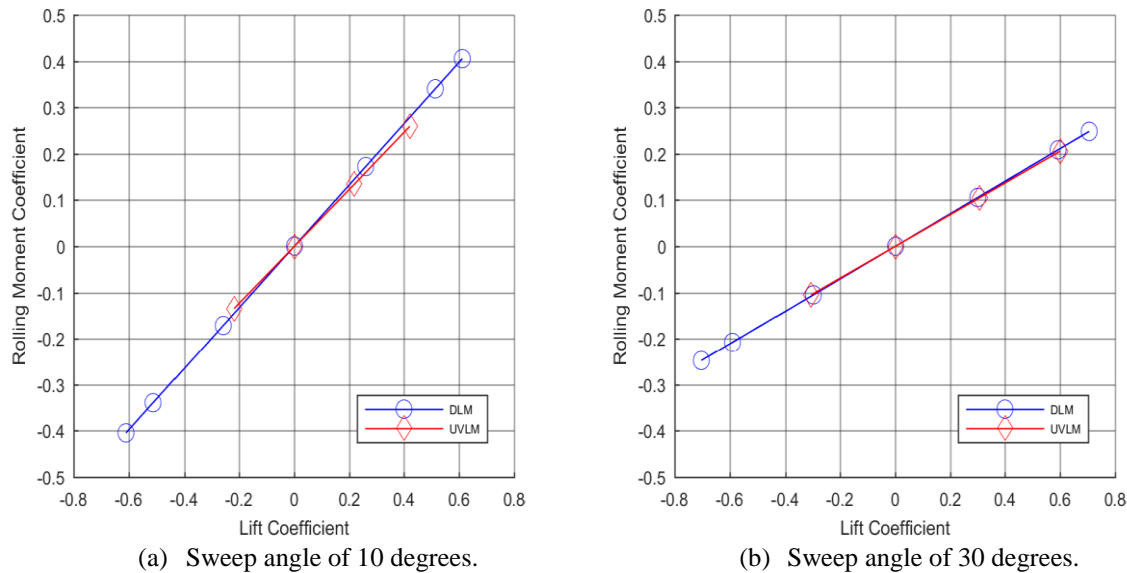 0.5
0.4
0.3
0.2
0.1
0
-0.1
-0.2
-0.3
-0.4
-0.5
Rolling Moment Coefficient
-0.8 -0.6 -0.4 -0.2 0 0.2 0.4 0.6 0.8
Lift Coefficient
DLM
UVLM
(a) Sweep angle of 10 degrees.
0.5
0.4
0.3
0.2
0.1
0
-0.1
-0.2
-0.3
-0.4
-0.5
Rolling Moment Coefficient
-0.8 -0.6 -0.4 -0.2 0 0.2 0.4 0.6 0.8
Lift Coefficient
DLM
UVLM
(b) Sweep angle of 30 degrees.